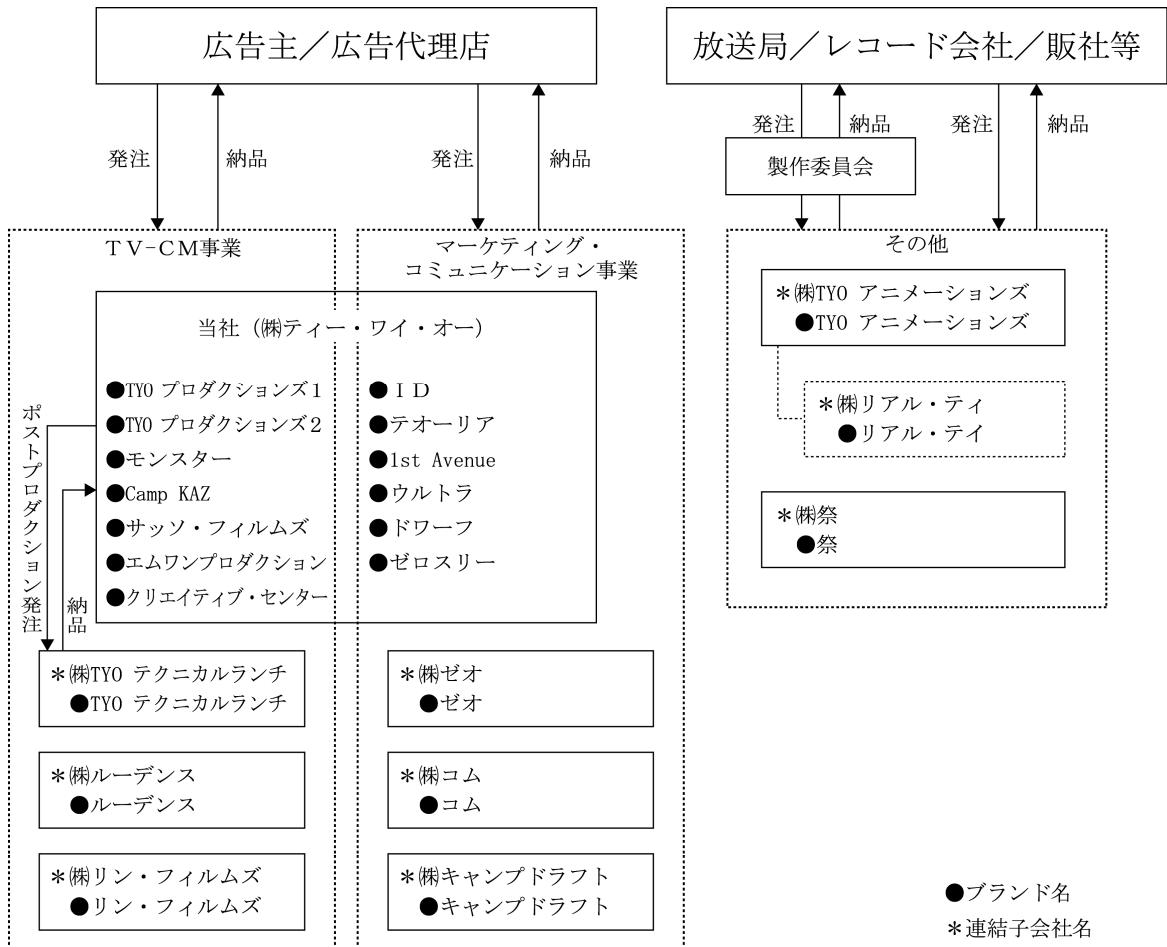 広告主／広告代理店
放送局／レコード会社／販社等
発注
納品
発注
納品
発注
納品
発注
納品
製作委員会
ＴＶ−ＣＭ事業
マーケティング・
コミュニケーション事業
その他
当社（㈱ティー・ワイ・オー）
●TYO プロダクションズ１
●TYO プロダクションズ２
●モンスター
●Camp KAZ
●サッソ・フィルムズ
●エムワンプロダクション
●クリエイティブ・センター
●ＩＤ
●テオーリア
●1st Avenue
●ウルトラ
●ドワーフ
●ゼロスリー
ポストプロダクション発注
納品
＊㈱TYO テクニカルランチ
●TYO テクニカルランチ
＊㈱ルーデンス
●ルーデンス
＊㈱リン・フィルムズ
●リン・フィルムズ
＊㈱ゼオ
●ゼオ
＊㈱コム
●コム
＊㈱キャンプドラフト
●キャンプドラフト
＊㈱TYO アニメーションズ
●TYO アニメーションズ
＊㈱リアル・ティ
●リアル・テイ
＊㈱祭
●祭
●ブランド名
＊連結子会社名